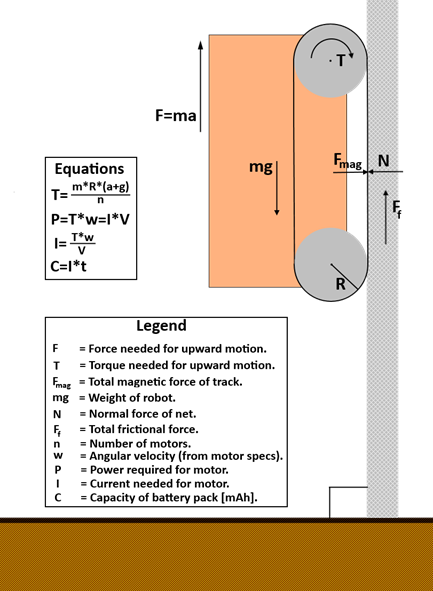 T
F=ma
mg
Fmag
N
Ff
Equations
T= m*R*(a+g)
n
P=T*w=I*V
I= T*w
V
C=I*t
R
Legend
F = Force needed for upward motion.
T = Torque needed for upward motion.
Fmag = Total magnetic force of track.
mg = Weight of robot.
N = Normal force of net.
Ff = Total frictional force.
n = Number of motors.
w = Angular velocity (from motor specs).
P = Power required for motor.
I = Current needed for motor.
C = Capacity of battery pack [mAh].